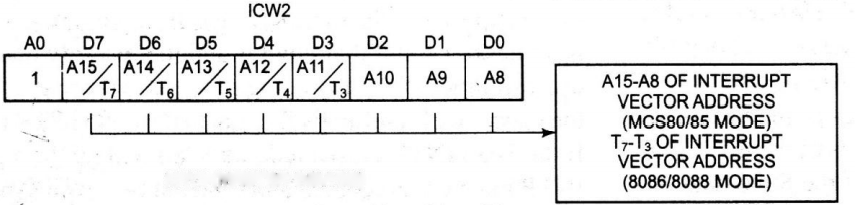 ICW2
A0 D7 D6 D5 D4 D3 D2 D1 D0
1 A15/T7 A14/T6 A13/T5 A12/T4 A11/T3 A10 A9 A8
A15-A8 OF INTERRUPT
VECTOR ADDRESS
(MCS80/85 MODE)
T7-T3 OF INTERRUPT
VECTOR ADDRESS
(8086/8088 MODE)